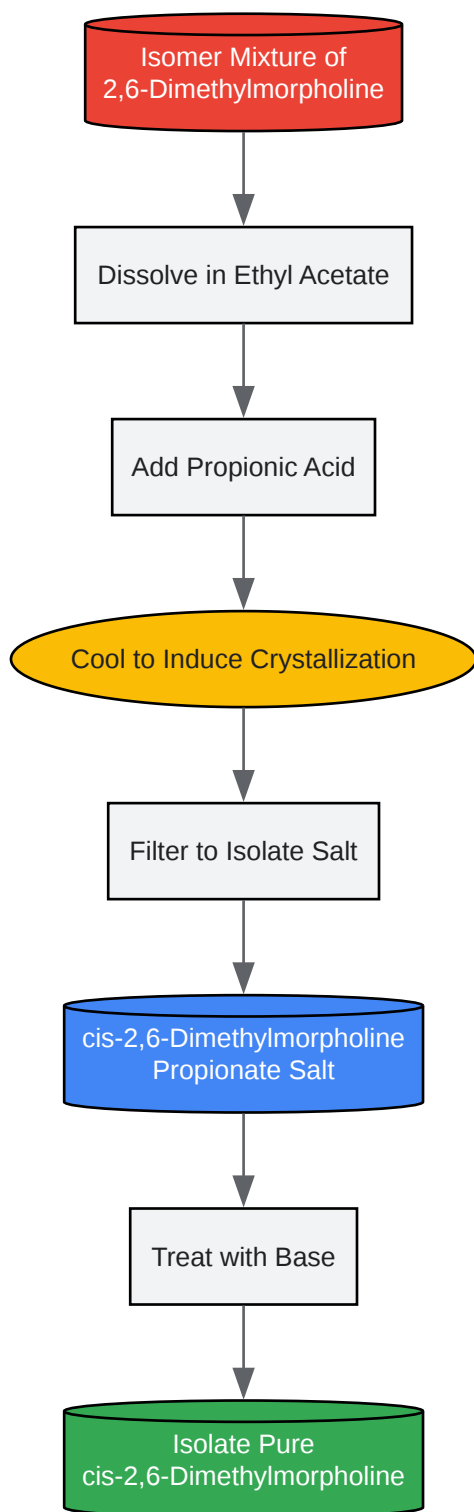 Isomer Mixture of
2,6-Dimethylmorpholine
Dissolve in Ethyl Acetate
Add Propionic Acid
Cool to Induce Crystallization
Filter to Isolate Salt
cis-2,6-Dimethylmorpholine
Propionate Salt
Treat with Base
Isolate Pure
cis-2,6-Dimethylmorpholine